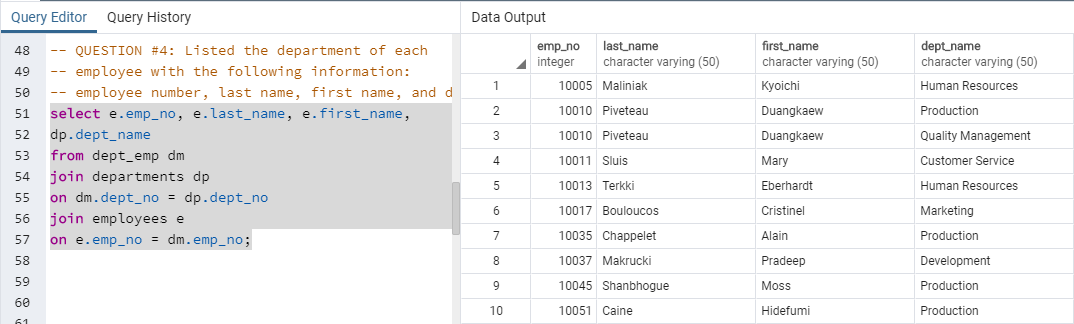 Query Editor Query History
48 -- QUESTION #4: Listed the department of each
49 -- employee with the following information:
50 -- employee number, last name, first name, and d
51 select e.emp_no, e.last_name, e.first_name,
52 dp.dept_name
53 from dept_emp dm
54 join departments dp
55 on dm.dept_no = dp.dept_no
56 join employees e
57 on e.emp_no = dm.emp_no;
58
59
60
61
Data Output
emp_no last_name first_name dept_name
integer character varying (50) character varying (50) character varying (50)
1 10005 Maliniak Kyoichi Human Resources
2 10010 Piveteau Duangkaew Production
3 10010 Piveteau Duangkaew Quality Management
4 10011 Sluis Mary Customer Service
5 10013 Terkki Eberhardt Human Resources
6 10017 Bouloucos Cristinel Marketing
7 10035 Chappelet Alain Production
8 10037 Makrucki Pradeep Development
9 10045 Shanbhogue Moss Production
10 10051 Caine Hidefumi Production